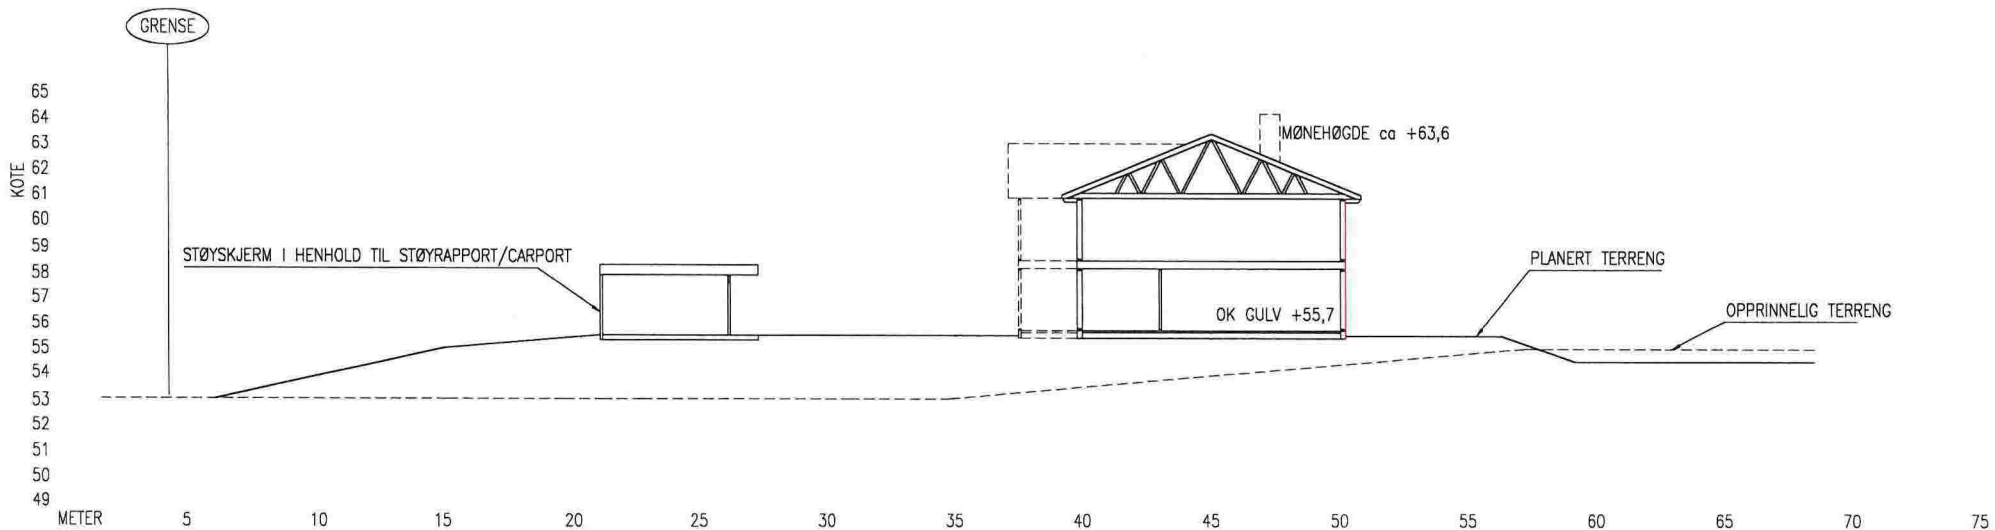 GRENSE
65
64
63
62
61
60
59
58
57
56
55
54
53
52
51
50
49
KOTE
MØNEHØGDE ca +63,6
STØYSKJERM I HENHOLD TIL STØYRAPPORT/CARPORT
PLANERT TERRENG
OK GULV +55,7
OPPRINNELIG TERRENG
METER 5 10 15 20 25 30 35 40 45 50 55 60 65 70 75